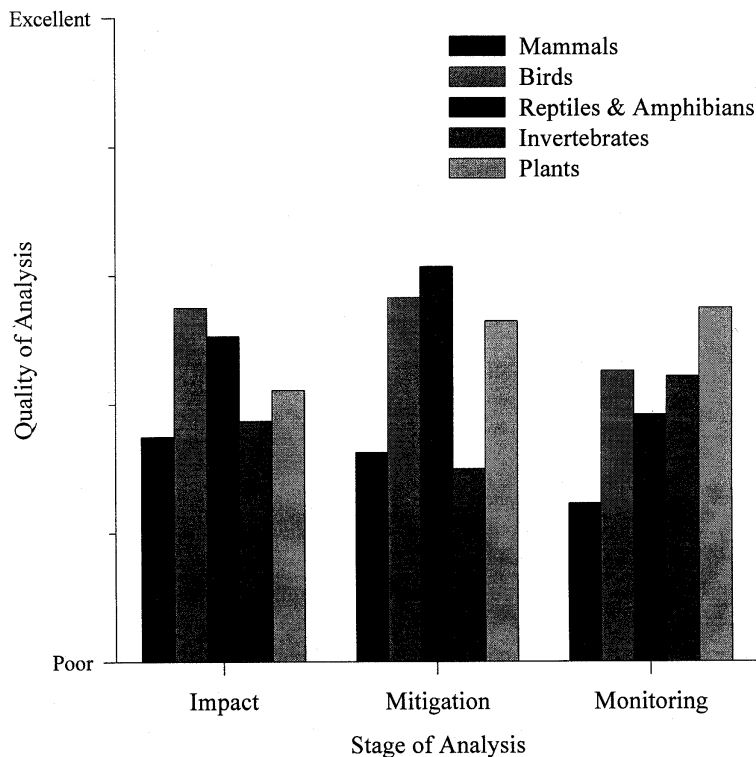 Excellent
Mammals
Birds
Reptiles & Amphibians
Invertebrates
Plants
Quality of Analysis
Poor
Impact
Mitigation
Monitoring
Stage of Analysis